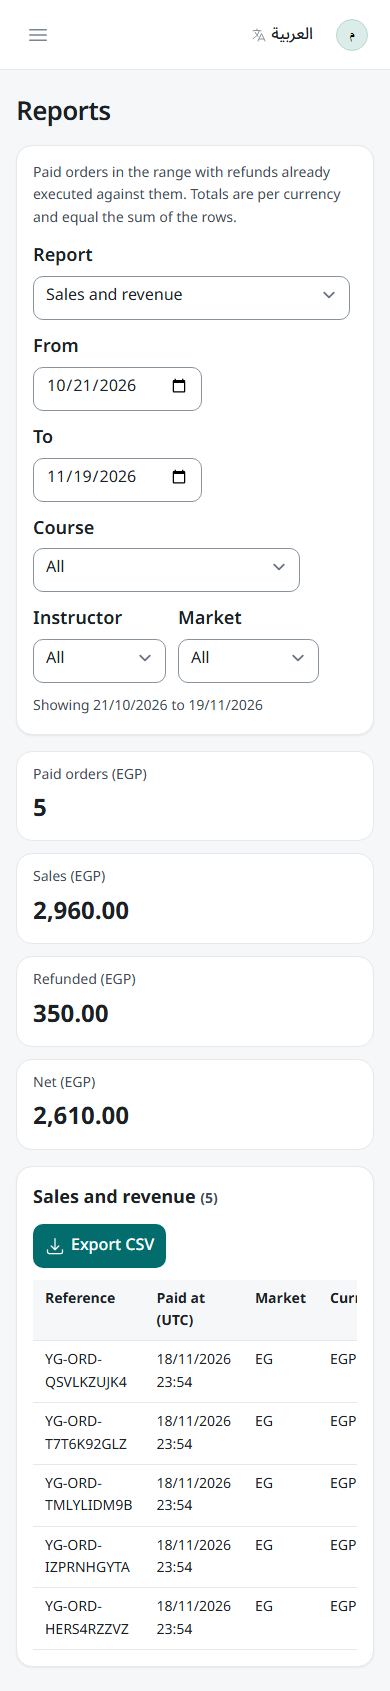 العربية
م
Reports
Paid orders in the range with refunds already
executed against them. Totals are per currency
and equal the sum of the rows.
Report
Sales and revenue
From
10/21/2026
To
11/19/2026
Course
All
Instructor Market
All All
Showing 21/10/2026 to 19/11/2026
Paid orders (EGP)
5
Sales (EGP)
2,960.00
Refunded (EGP)
350.00
Net (EGP)
2,610.00
Sales and revenue (5)
Export CSV
Reference Paid at Market
(UTC)
YG-ORD- 18/11/2026 EG EGP
QSVLKZUJK4 23:54
YG-ORD- 18/11/2026 EG EGP
T7T6K92GLZ 23:54
YG-ORD- 18/11/2026 EG EGP
TMLYLIDM9B 23:54
YG-ORD- 18/11/2026 EG EGP
IZPRNHGYTA 23:54
YG-ORD- 18/11/2026 EG EGP
HERS4RZZVZ 23:54